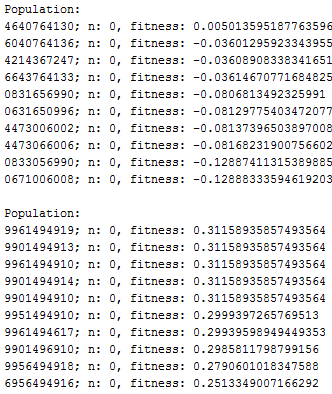 Population:
4640764130; n: 0, fitness: 0.005013595187763596
6040764136; n: 0, fitness: -0.03601295923343955
4214367247; n: 0, fitness: -0.03608908338341651
6643764133; n: 0, fitness: -0.03614670771684825
0831656990; n: 0, fitness: -0.0806813492325991
0631650996; n: 0, fitness: -0.08129775403472077
4473006002; n: 0, fitness: -0.08137396503897008
4473066006; n: 0, fitness: -0.08168231900756602
0833056990; n: 0, fitness: -0.12887411315389885
0671006008; n: 0, fitness: -0.12888333594619203
Population:
9961494919; n: 0, fitness: 0.31158935857493564
9901494913; n: 0, fitness: 0.31158935857493564
9961494910; n: 0, fitness: 0.31158935857493564
9901494914; n: 0, fitness: 0.31158935857493564
9901494910; n: 0, fitness: 0.31158935857493564
9951494910; n: 0, fitness: 0.2999397265769513
9961494617; n: 0, fitness: 0.29939598949449353
9901496910; n: 0, fitness: 0.2985811798799156
9956494918; n: 0, fitness: 0.2790601018347588
6956494916; n: 0, fitness: 0.2513349007166292